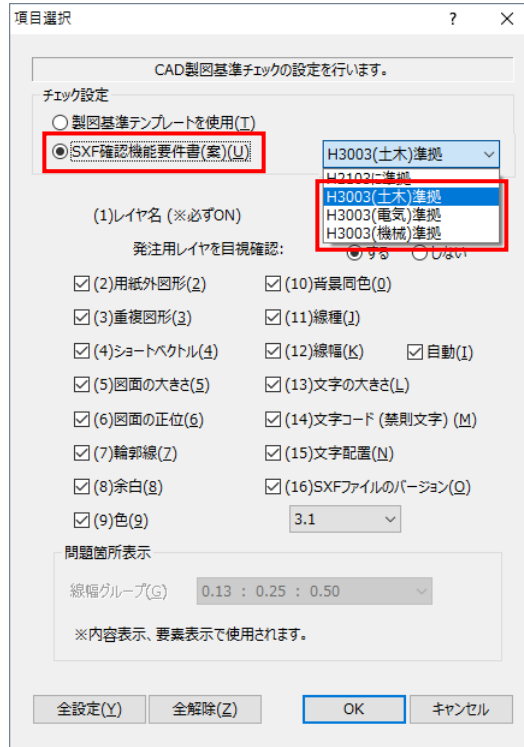 項目選択 ? ×
CAD製図基準チェックの設定を行います。
チェック設定
製図基準テンプレートを使用(T)
SXF確認機能要件書(案)(U) H3003(土木)準拠
H2103に準拠
H3003(土木)準拠
H3003(電気)準拠
H3003(機械)準拠
(1)レイヤ名 (※必ずON)
発注用レイヤを目視確認: する しない
(2)用紙外図形(2) (10)背景同色(0)
(3)重複図形(3) (11)線種(J)
(4)ショートベクトル(4) (12)線幅(K) 自動(I)
(5)図面の大きさ(5) (13)文字の大きさ(L)
(6)図面の正位(6) (14)文字コード (禁則文字) (M)
(7)輪郭線(7) (15)文字配置(N)
(8)余白(8) (16)SXFファイルのバージョン(O)
(9)色(9) 3.1
問題箇所表示
線幅グループ(G) 0.13 : 0.25 : 0.50
※内容表示、要素表示で使用されます。
全設定(Y) 全解除(Z) OK キャンセル